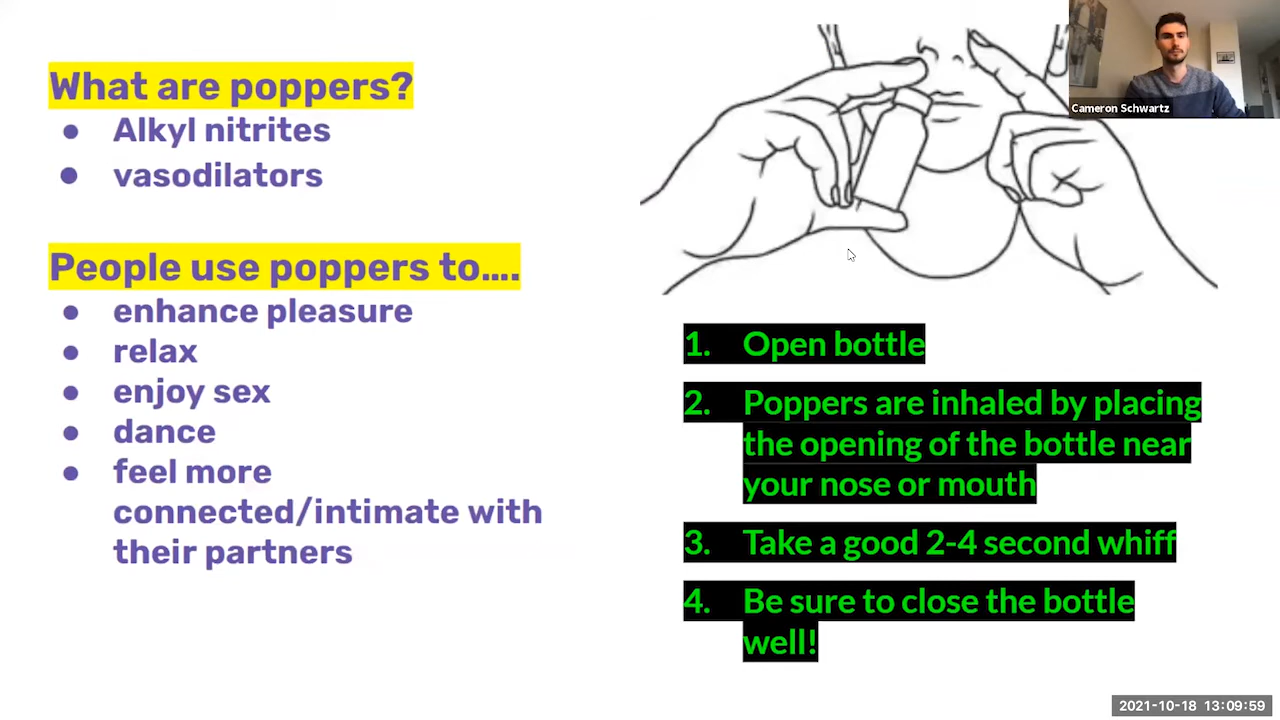 What are poppers?
Alkyl nitrites
vasodilators
People use poppers to....
enhance pleasure
relax
enjoy sex
dance
feel more
connected/intimate with
their partners
Cameron Schwartz
1. Open bottle
2. Poppers are inhaled by placing
the opening of the bottle near
your nose or mouth
3. Take a good 2-4 second whiff
4. Be sure to close the bottle
well!
2021-10-18 13:09:59